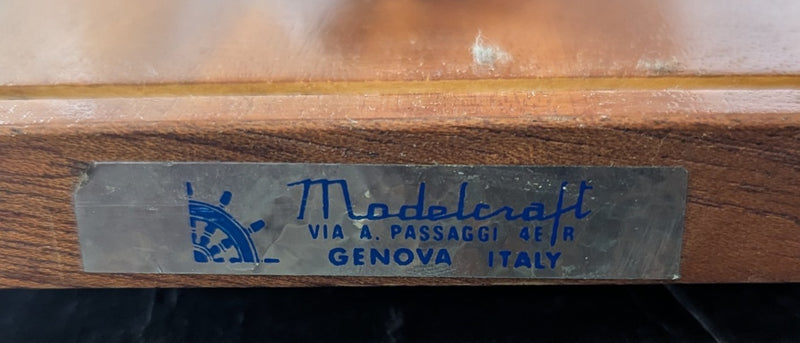 Modelcraft
VIA A. PASSAGGI 4E/R
GENOVA ITALY